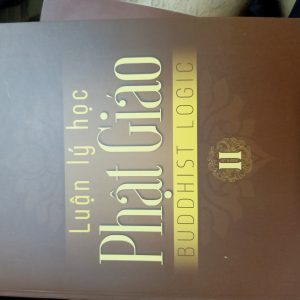 Luận lý học
Phật Giáo
BUDDHIST LOGIC
II